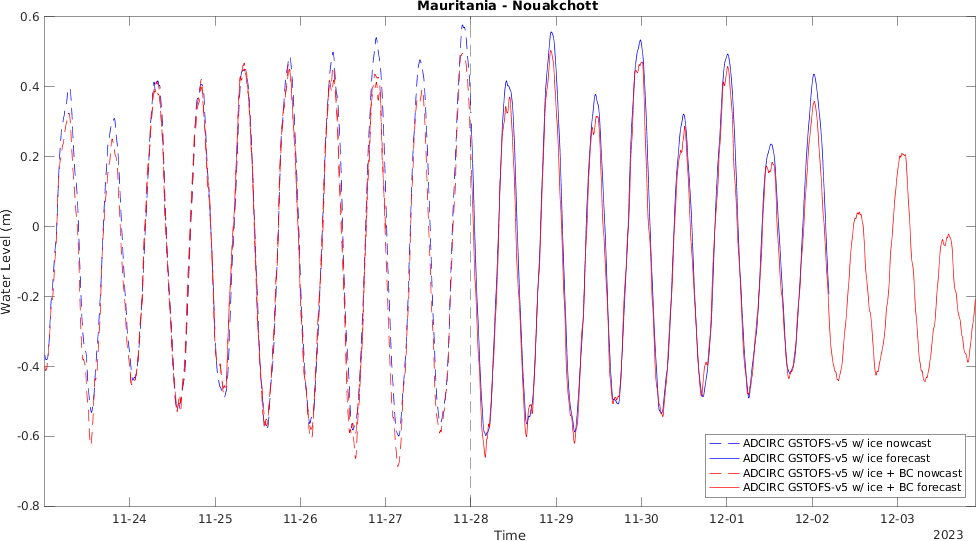 Mauritania - Nouakchott
0.6
0.4
0.2
0
-0.2
-0.4
-0.6
-0.8
Water Level (m)
ADCIRC GSTOFS-v5 w/ ice nowcast
ADCIRC GSTOFS-v5 w/ ice forecast
ADCIRC GSTOFS-v5 w/ ice + BC nowcast
ADCIRC GSTOFS-v5 w/ ice + BC forecast
11-24 11-25 11-26 11-27 11-28 11-29 11-30 12-01 12-02 12-03
Time
2023